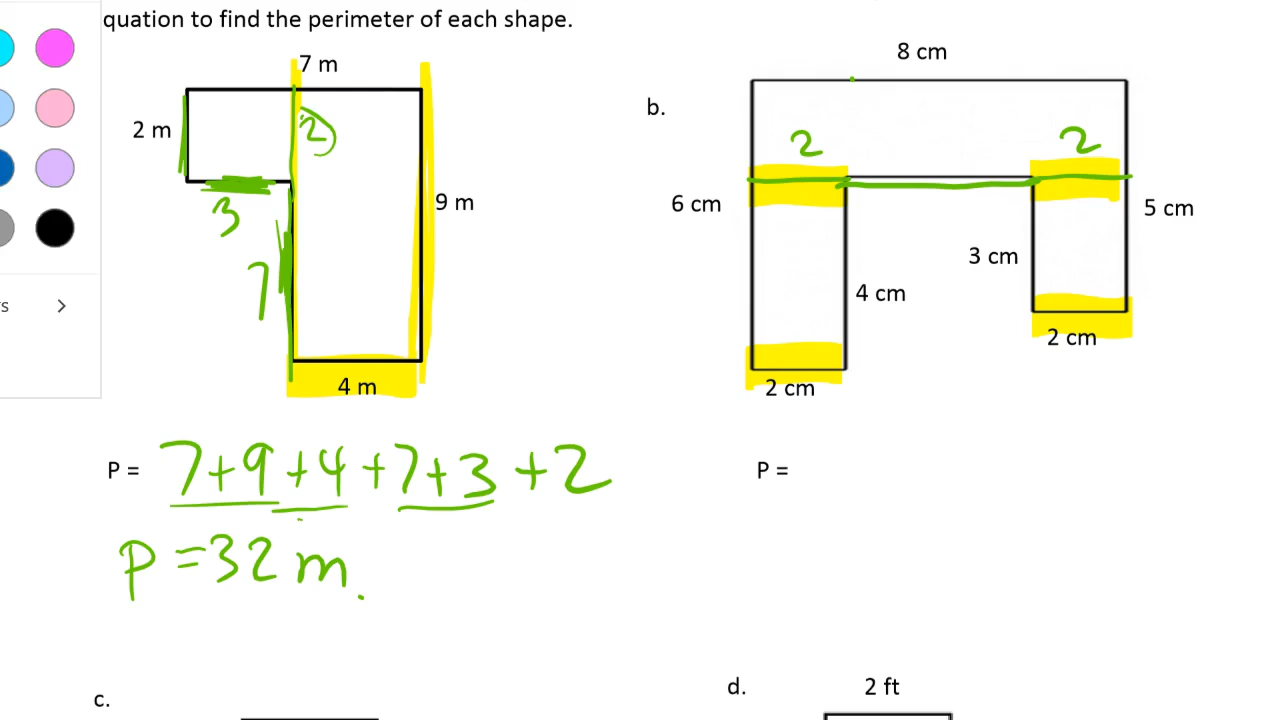 quation to find the perimeter of each shape.
7 m
2 m
2
3
7
9 m
4 m
P = 7+9+4+7+3+2
P = 32 m.
b.
8 cm
2
2
6 cm
5 cm
3 cm
4 cm
2 cm
2 cm
P =
s
c.
d.
2 ft